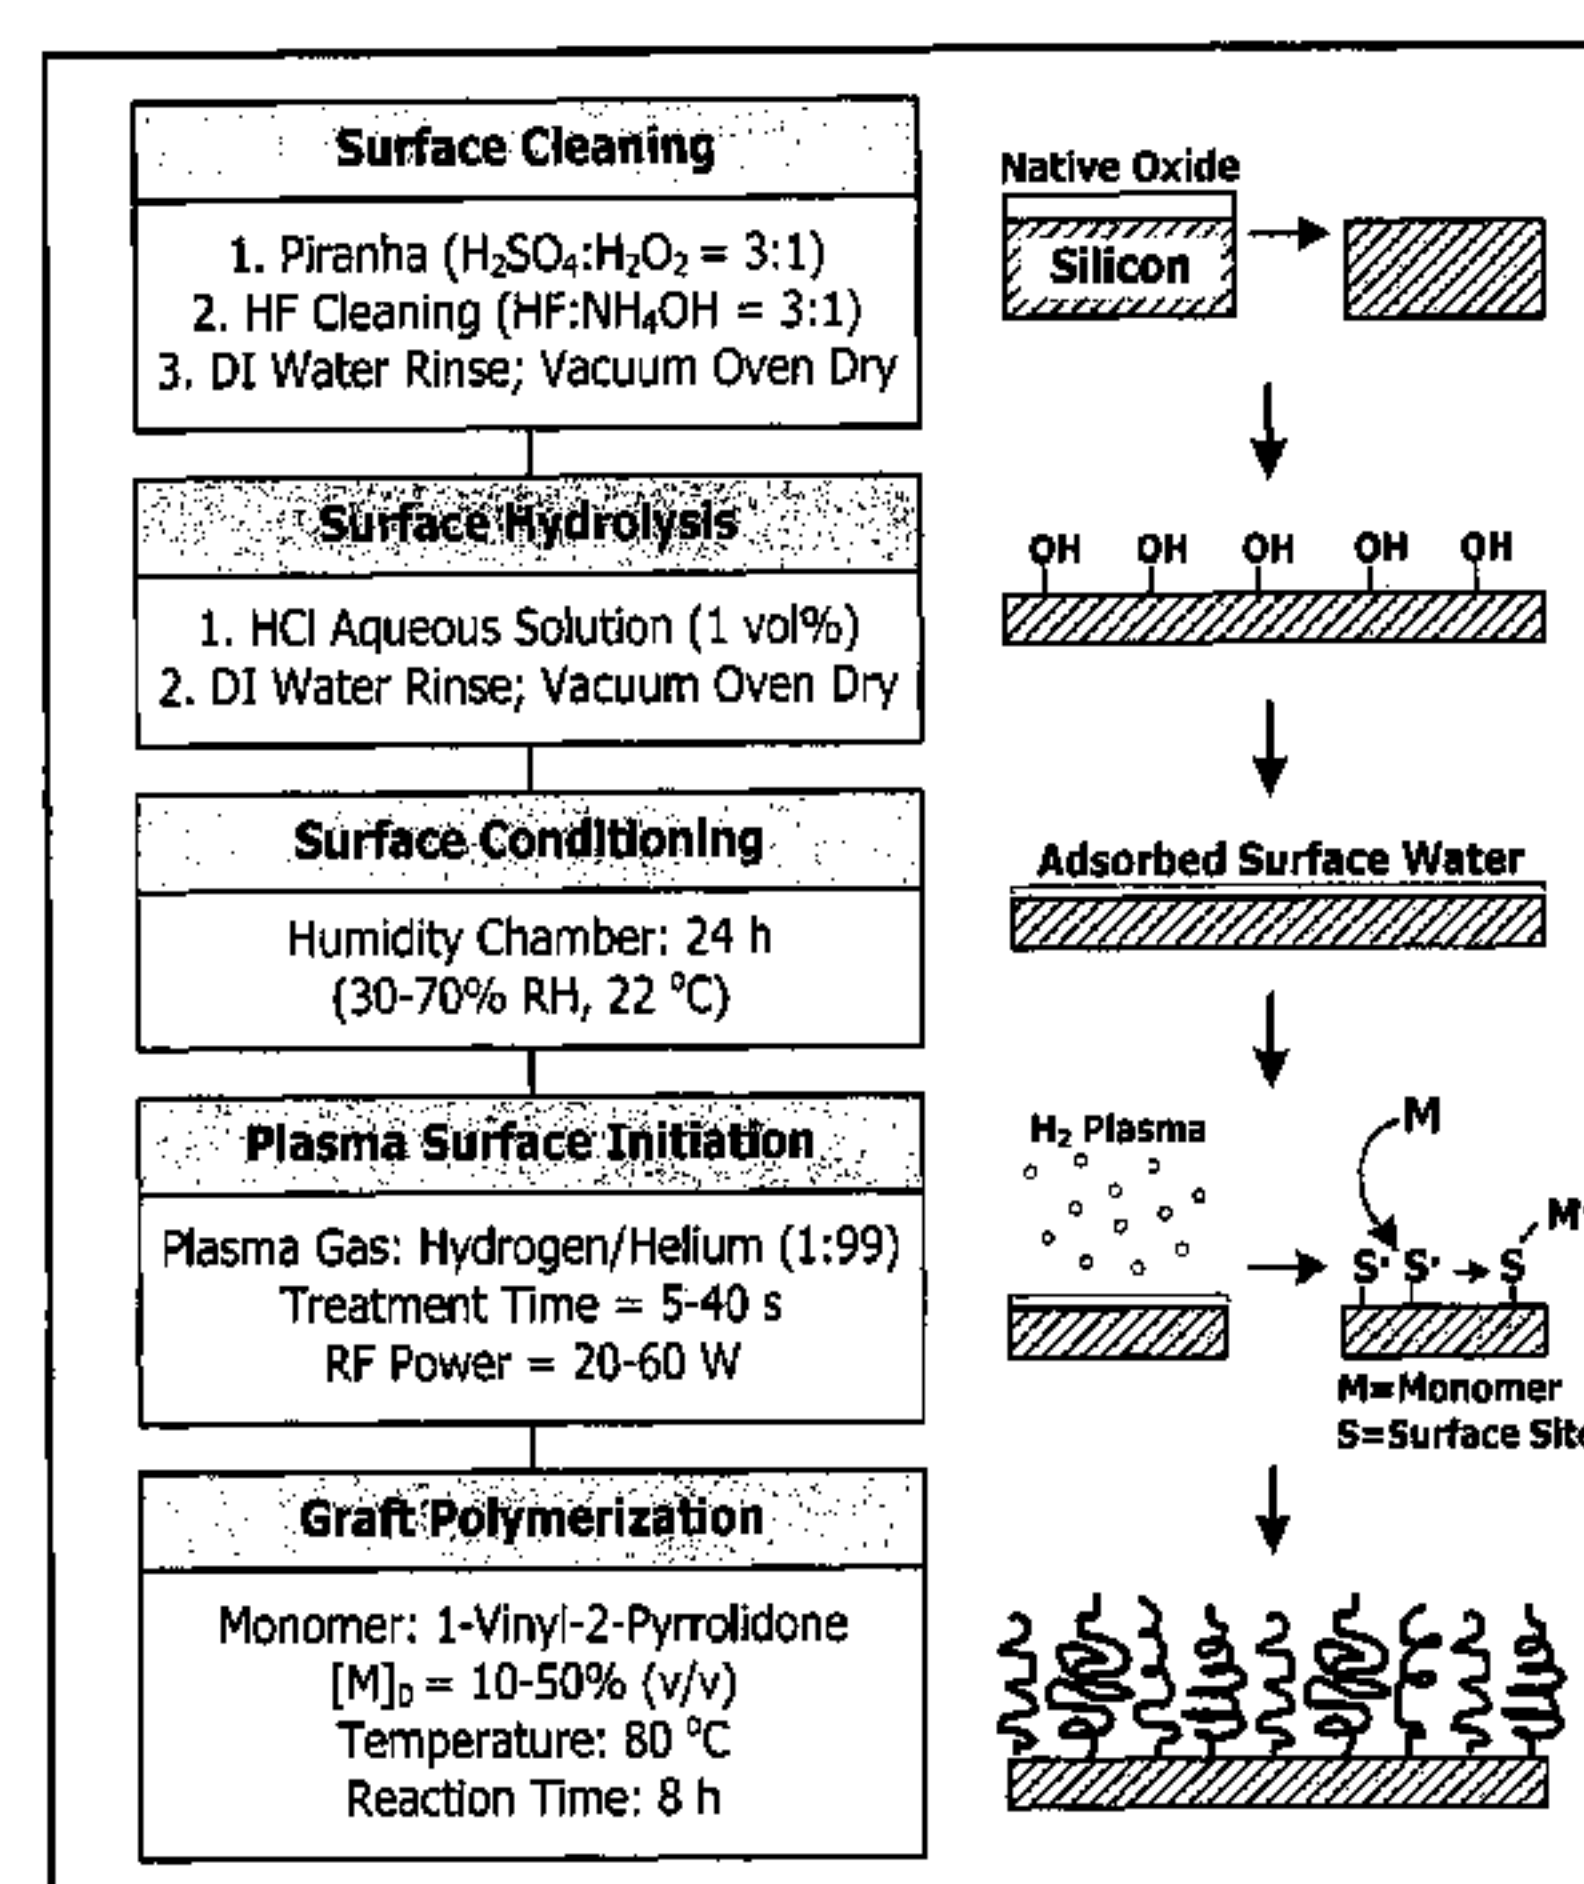 Surface Cleaning
1. Piranha (H₂SO₄:H₂O₂ = 3:1)
2. HF Cleaning (HF:NH₄OH = 3:1)
3. DI Water Rinse; Vacuum Oven Dry
Native Oxide
Silicon
Surface Hydrolysis
1. HCl Aqueous Solution (1 vol%)
2. DI Water Rinse; Vacuum Oven Dry
OH OH OH OH OH
Surface Conditioning
Humidity Chamber: 24 h
(30-70% RH, 22 °C)
Adsorbed Surface Water
Plasma Surface Initiation
Plasma Gas: Hydrogen/Helium (1:99)
Treatment Time = 5-40 s
RF Power = 20-60 W
H₂ Plasma
M
M
S· S· S
M=Monomer
S=Surface
Graft Polymerization
Monomer: 1-Vinyl-2-Pyrrolidone
[M]₀ = 10-50% (v/v)
Temperature: 80 °C
Reaction Time: 8 h